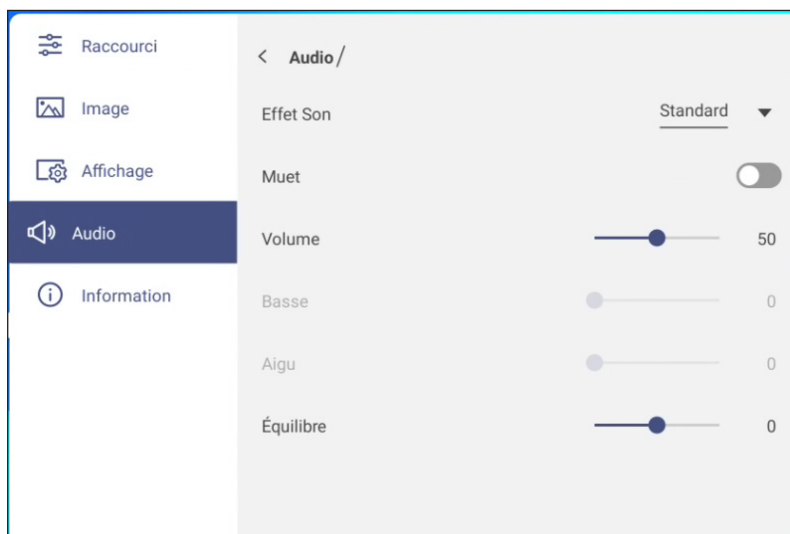 Raccourci
Image
Affichage
Audio
Information
< Audio/
Effet Son Standard
Muet
Volume 50
Basse 0
Aigu 0
Équilibre 0